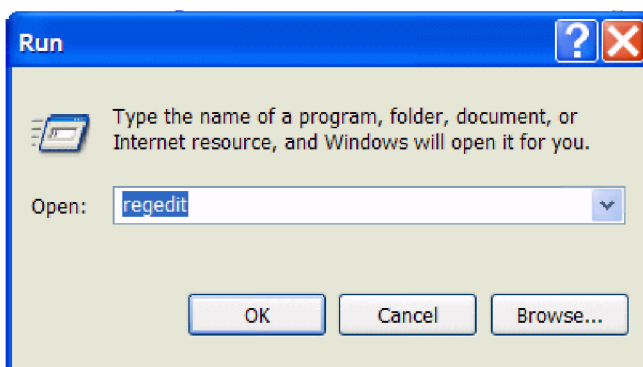 Run
Type the name of a program, folder, document, or
Internet resource, and Windows will open it for you.
Open: regedit
OK Cancel Browse...